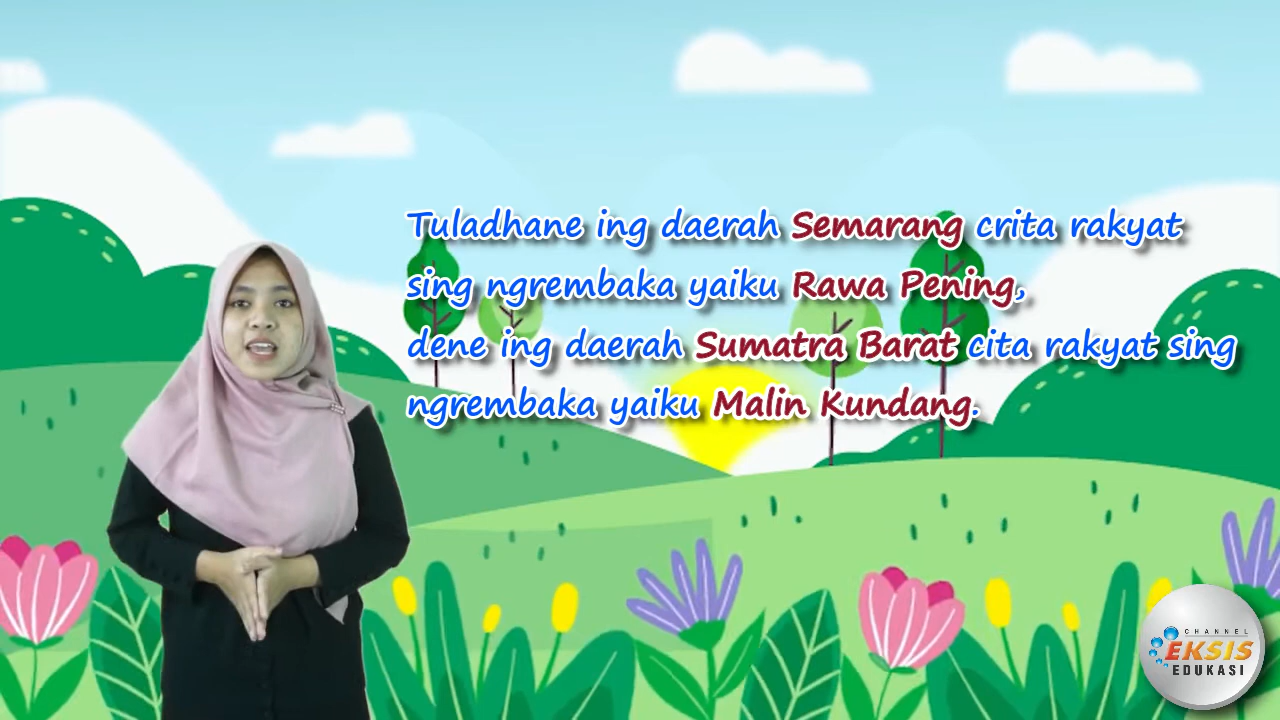 Tuladhane ing daerah Semarang crita rakyat
sing ngrembaka yaiku Rawa Pening,
dene ing daerah Sumatra Barat cita rakyat sing
ngrembaka yaiku Malin Kundang.
CHANNEL
EKSIS
EDUKASI